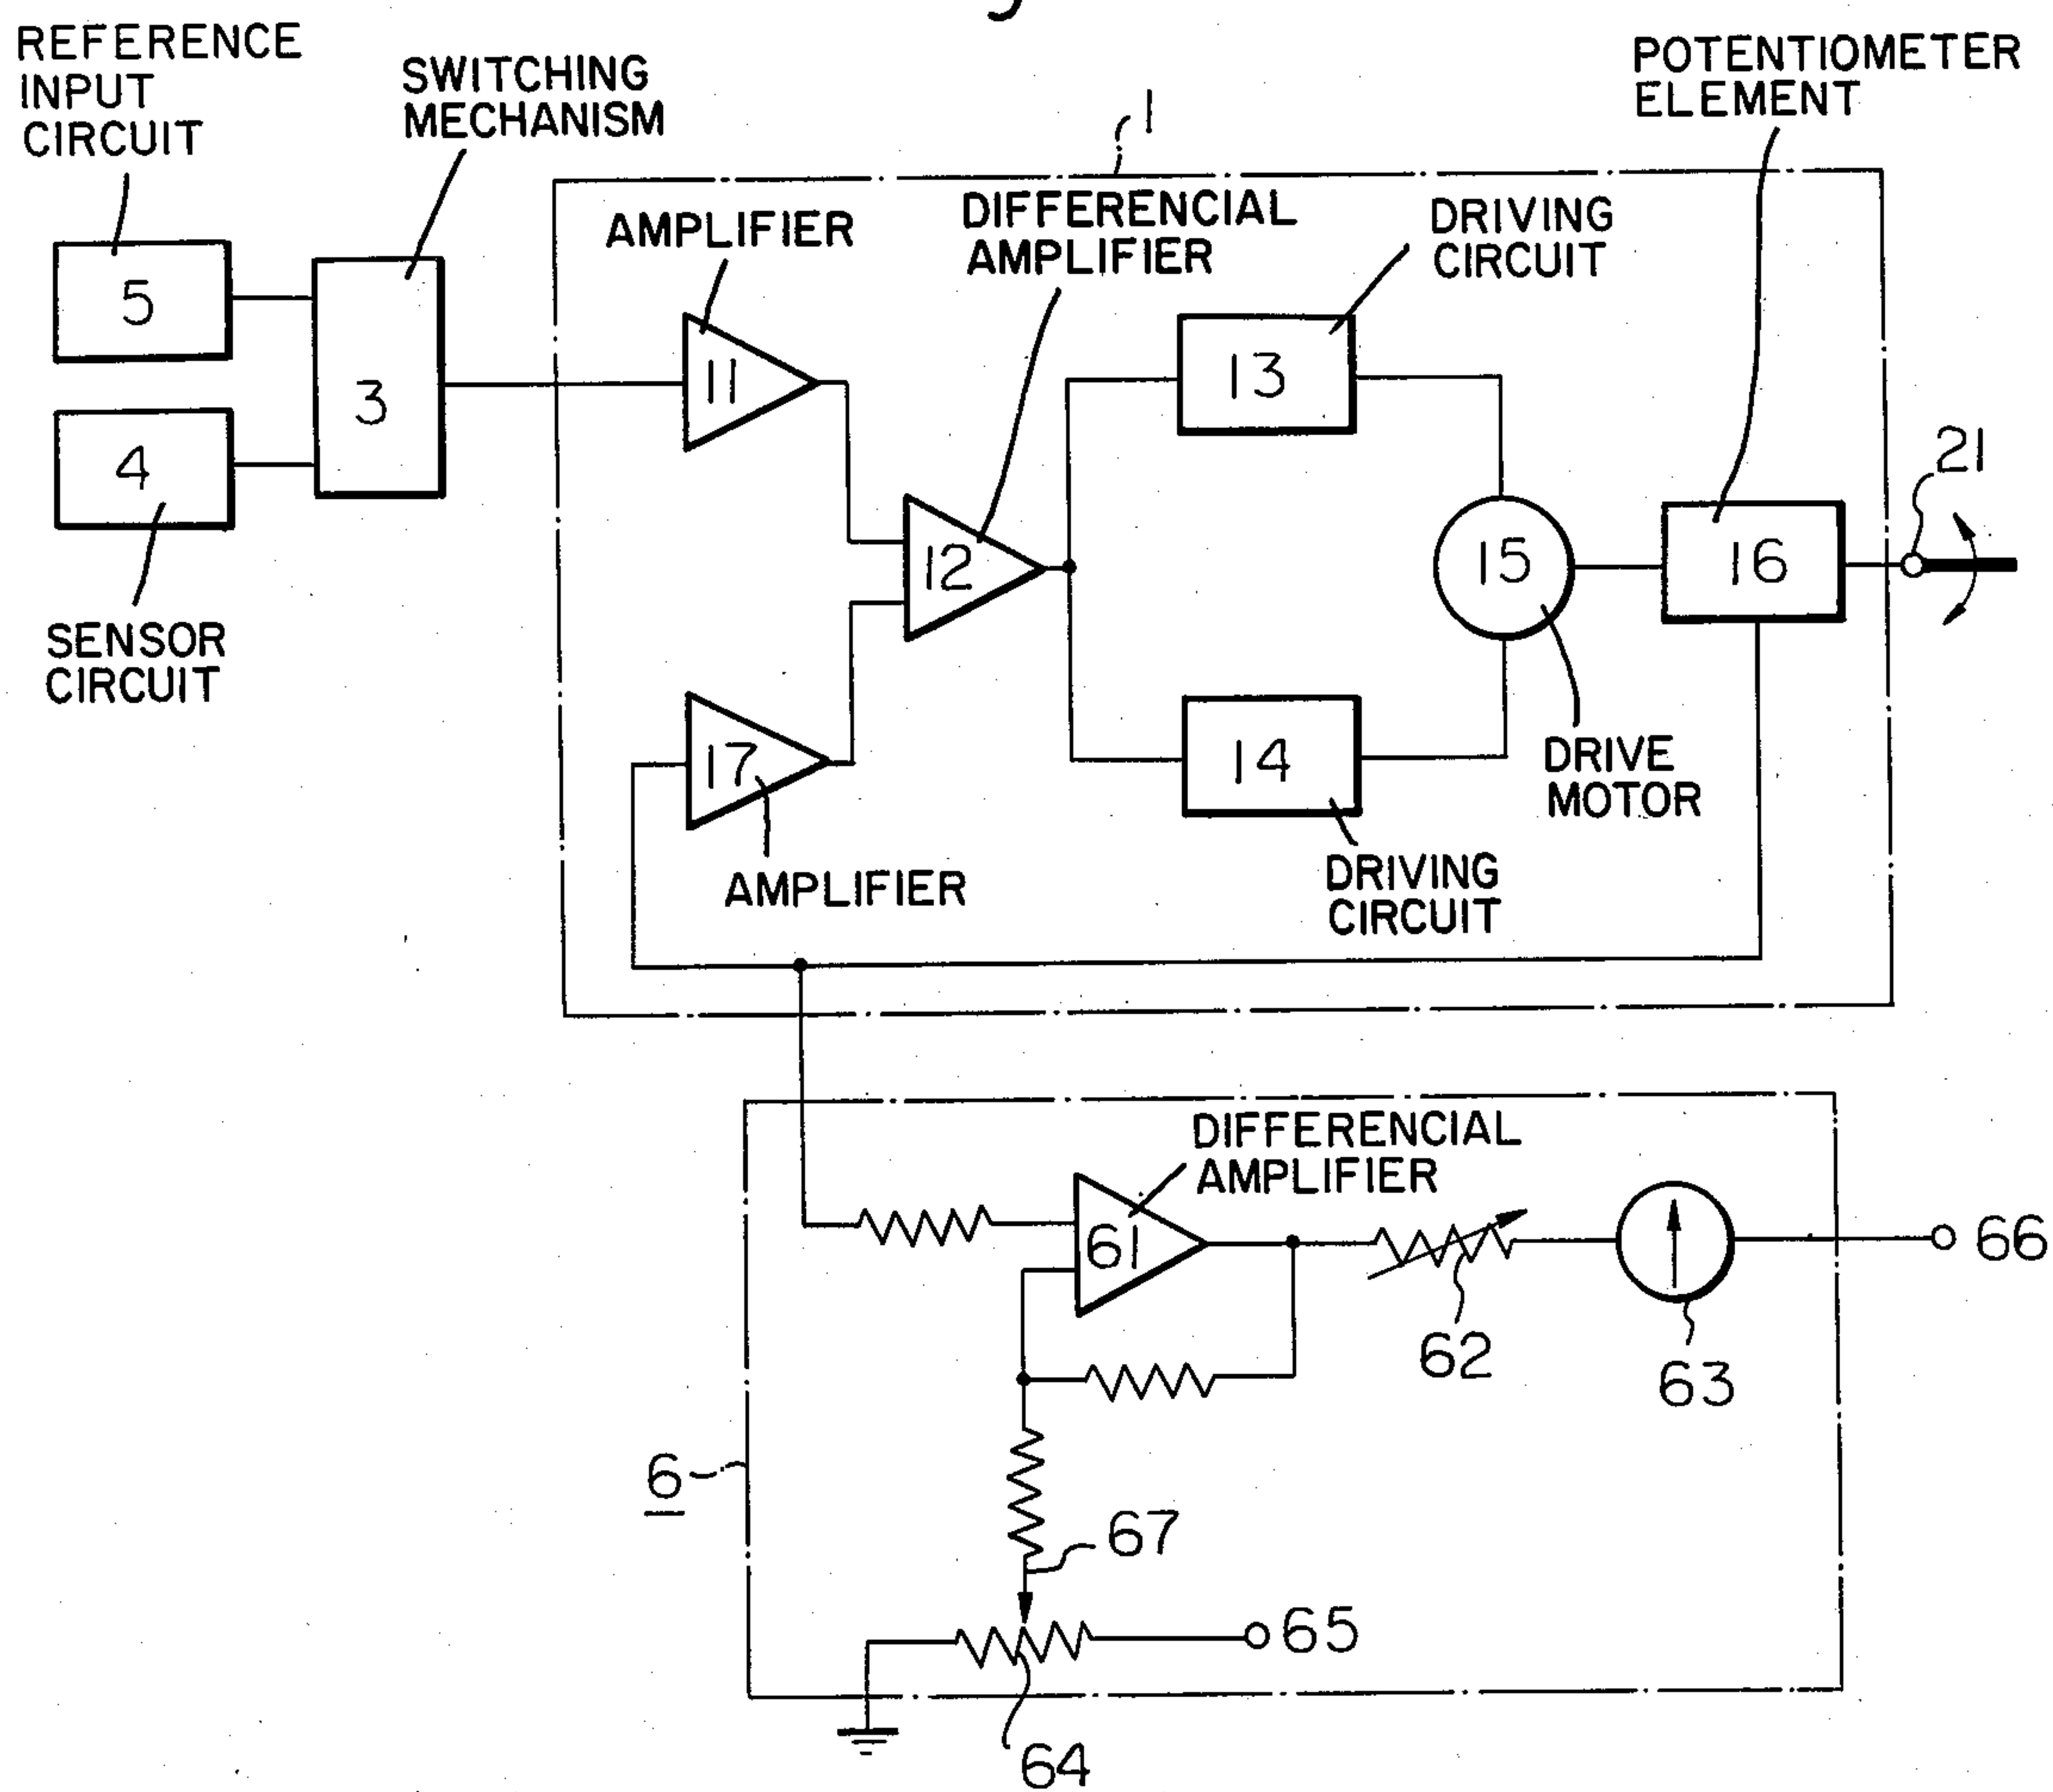 REFERENCE
INPUT
CIRCUIT
SWITCHING
MECHANISM
POTENTIOMETER
ELEMENT
1
AMPLIFIER
DIFFERENCIAL
AMPLIFIER
DRIVING
CIRCUIT
5
3
4
11
13
21
12
15
16
SENSOR
CIRCUIT
17
14
DRIVE
MOTOR
AMPLIFIER
DRIVING
CIRCUIT
DIFFERENCIAL
AMPLIFIER
61
66
62
63
6
67
65
64